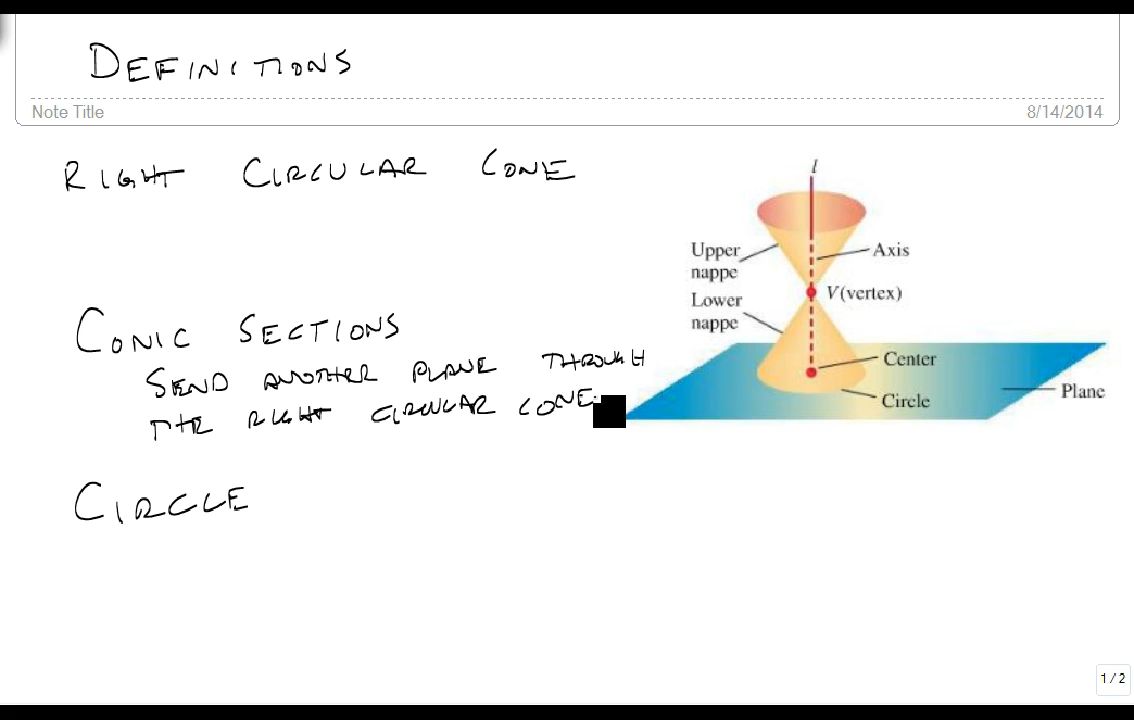 DEFINITIONS
Note Title
8/14/2014
RIGHT CIRCULAR CONE
l
Upper
nappe
Axis
V(vertex)
Lower
nappe
Center
Circle
Plane
CONIC SECTIONS
SEND ANOTHER PLANE THROUGH
THE RIGHT CIRCULAR CONE.
CIRCLE
1/2